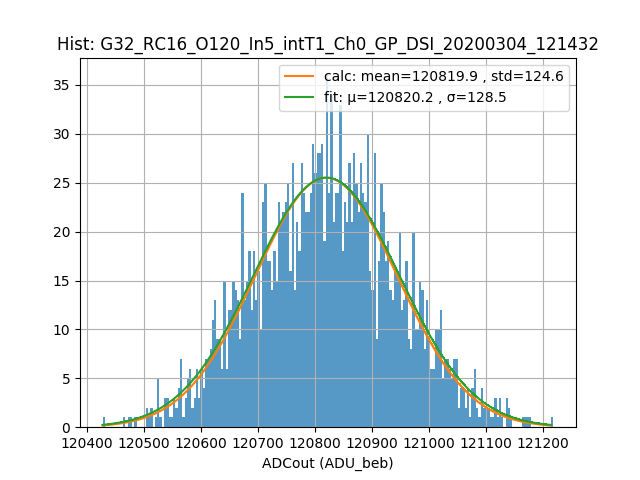 Hist: G32_RC16_O120_In5_intT1_Ch0_GP_DSI_20200304_121432
calc: mean=120819.9 , std=124.6
fit: μ=120820.2 , σ=128.5
35
30
25
20
15
10
5
0
120400 120500 120600 120700 120800 120900 121000 121100 121200
ADCout (ADU_beb)